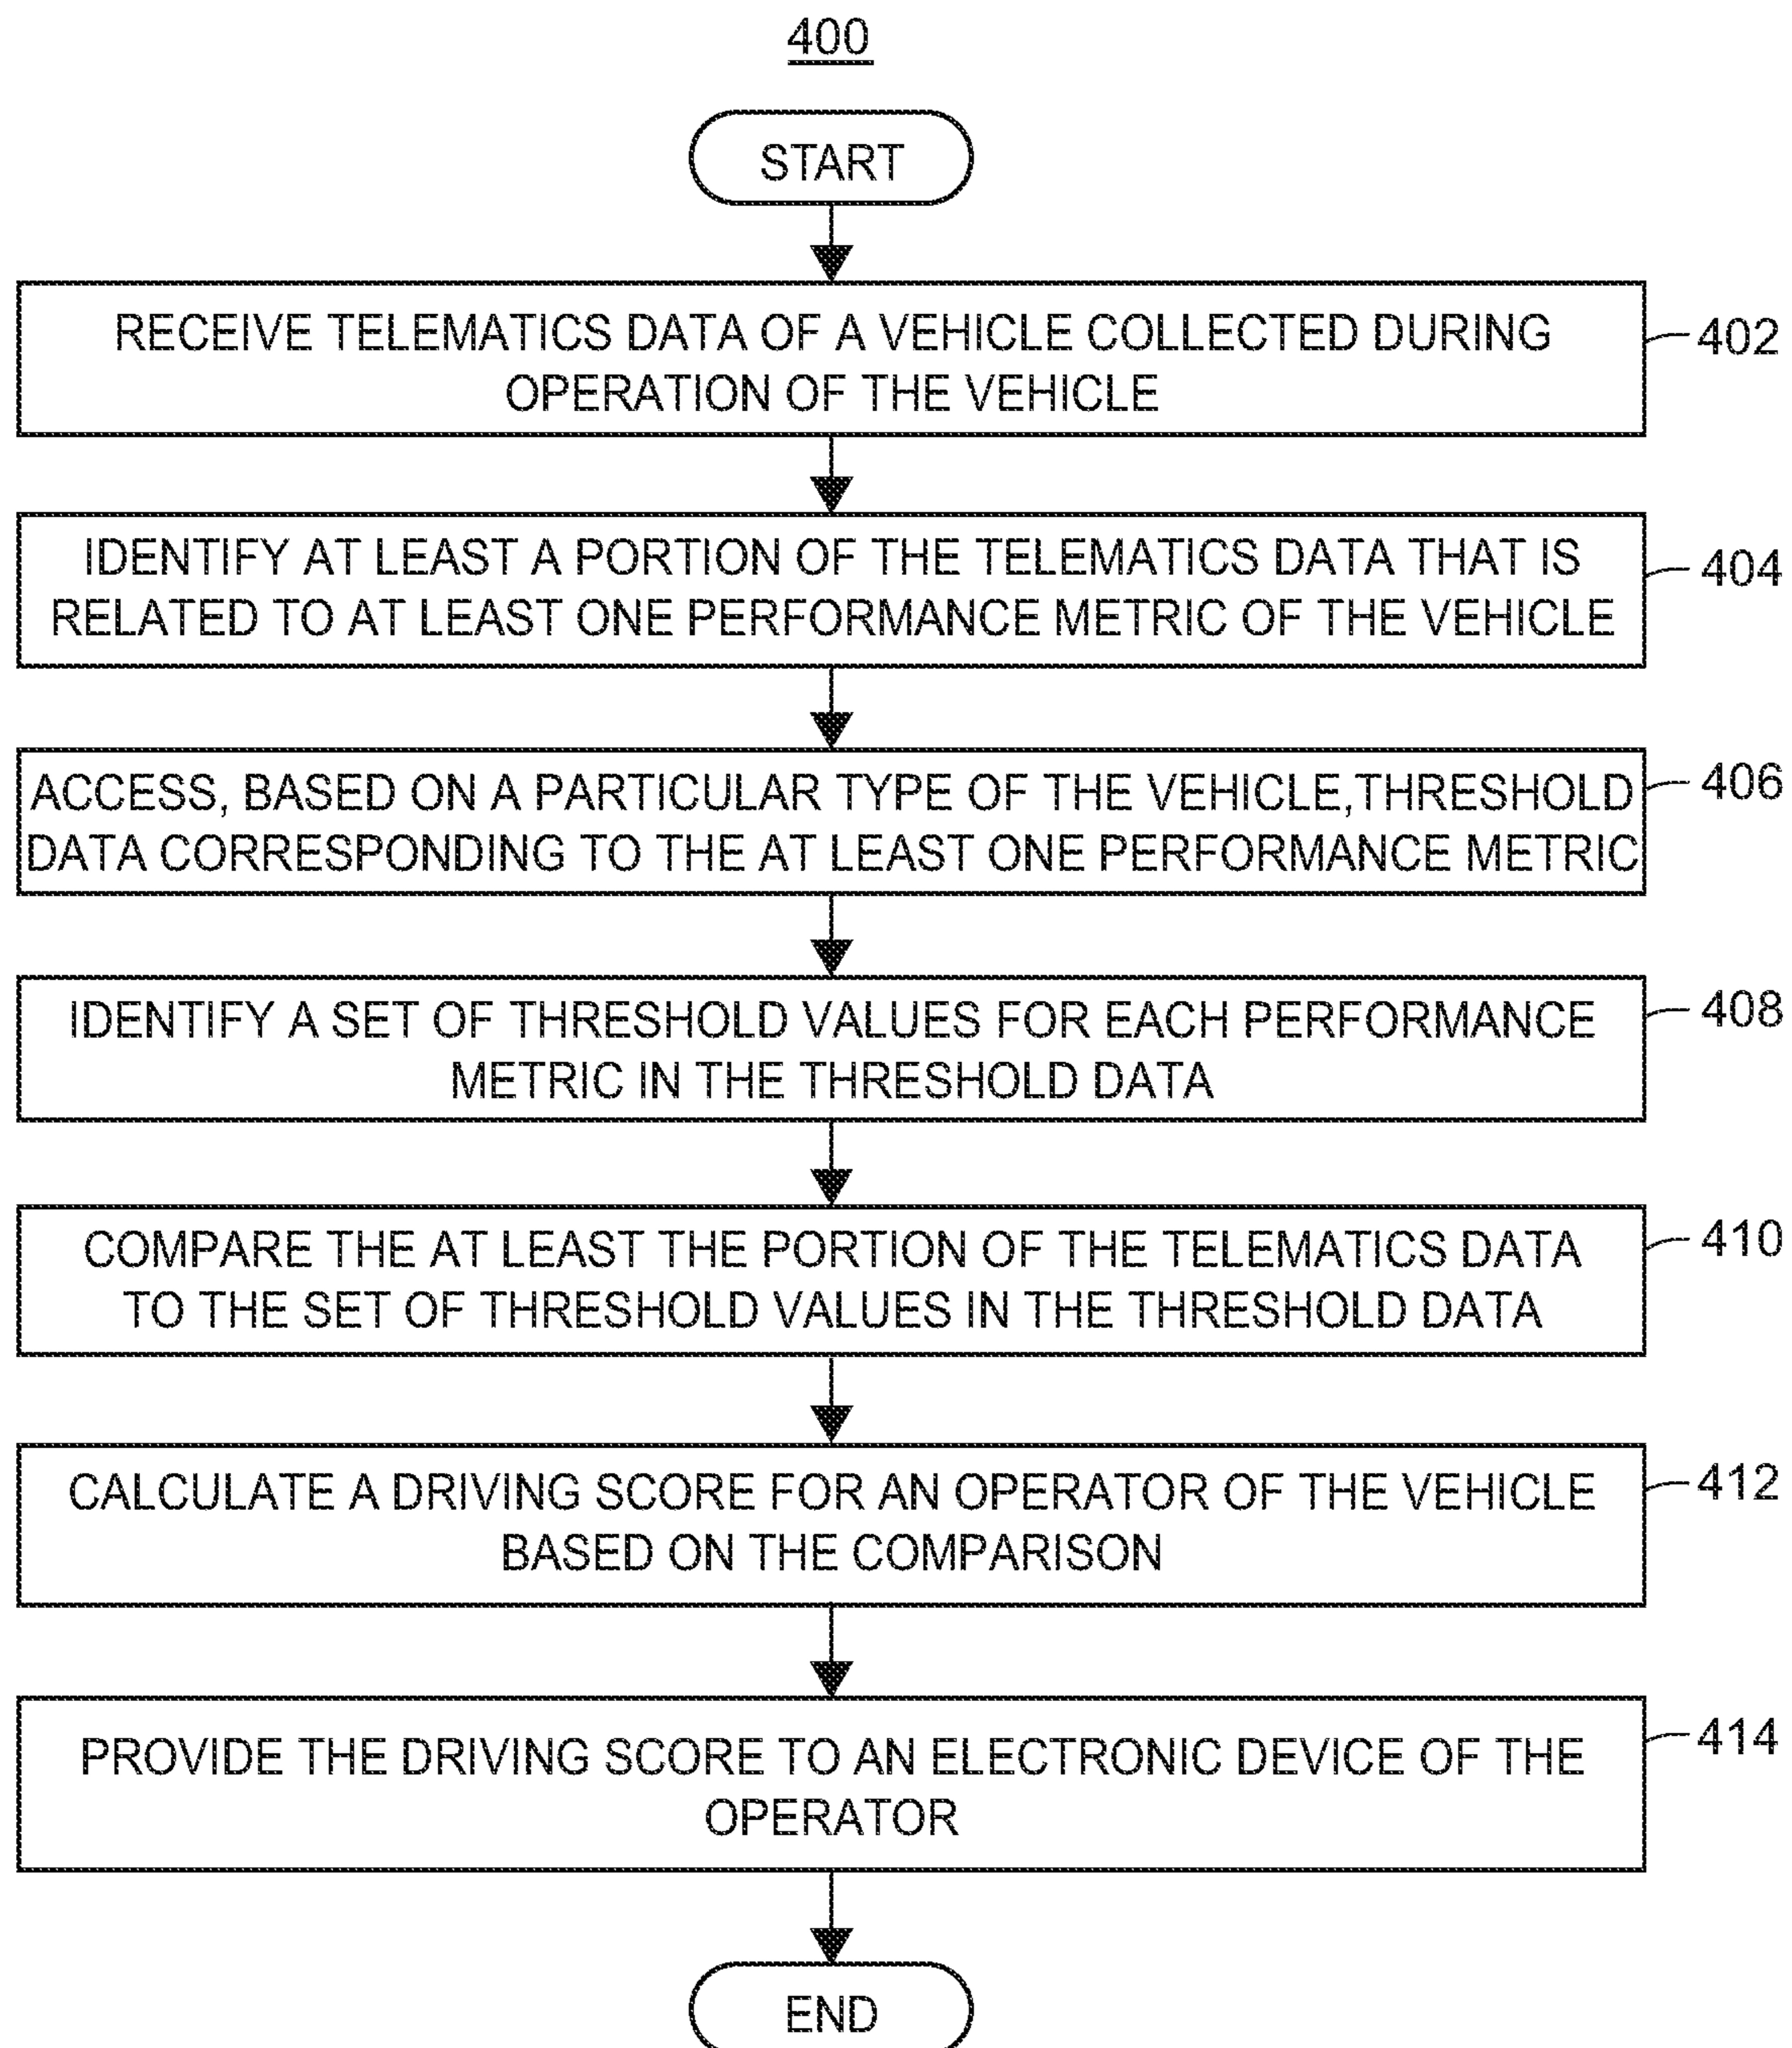 400
START
RECEIVE TELEMATICS DATA OF A VEHICLE COLLECTED DURING
OPERATION OF THE VEHICLE
402
IDENTIFY AT LEAST A PORTION OF THE TELEMATICS DATA THAT IS
RELATED TO AT LEAST ONE PERFORMANCE METRIC OF THE VEHICLE
404
ACCESS, BASED ON A PARTICULAR TYPE OF THE VEHICLE,THRESHOLD
DATA CORRESPONDING TO THE AT LEAST ONE PERFORMANCE METRIC
406
IDENTIFY A SET OF THRESHOLD VALUES FOR EACH PERFORMANCE
METRIC IN THE THRESHOLD DATA
408
COMPARE THE AT LEAST THE PORTION OF THE TELEMATICS DATA
TO THE SET OF THRESHOLD VALUES IN THE THRESHOLD DATA
410
CALCULATE A DRIVING SCORE FOR AN OPERATOR OF THE VEHICLE
BASED ON THE COMPARISON
412
PROVIDE THE DRIVING SCORE TO AN ELECTRONIC DEVICE OF THE
OPERATOR
414
END